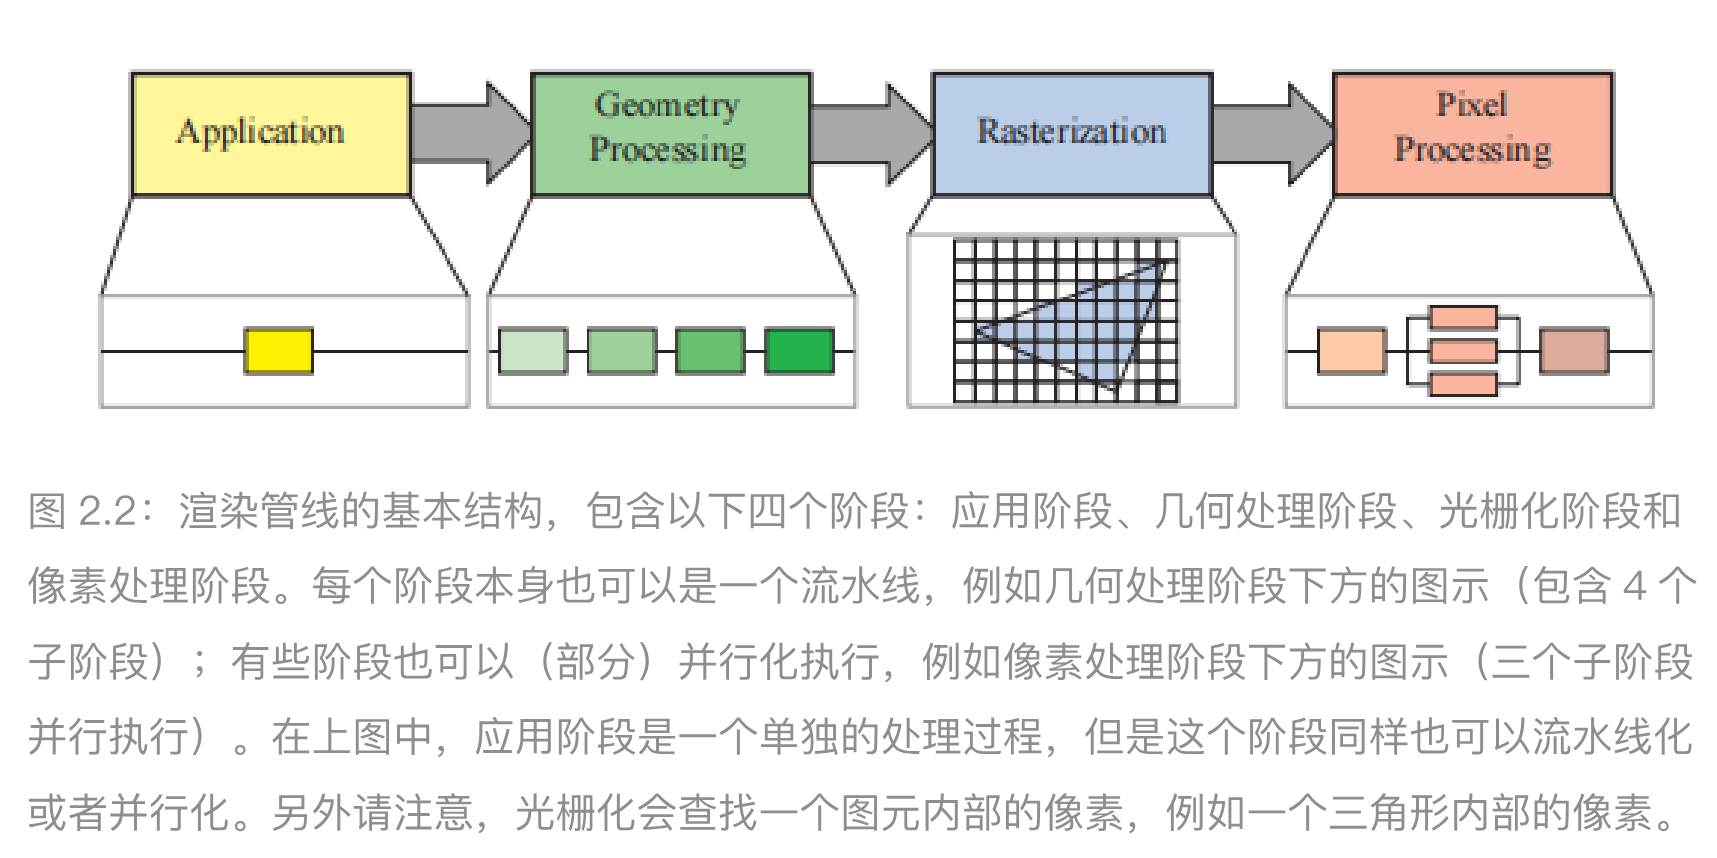 Application
Geometry
Processing
Rasterization
Pixel
Processing
图 2.2：渲染管线的基本结构，包含以下四个阶段：应用阶段、几何处理阶段、光栅化阶段和
像素处理阶段。每个阶段本身也可以是一个流水线，例如几何处理阶段下方的图示（包含 4 个
子阶段）；有些阶段也可以（部分）并行化执行，例如像素处理阶段下方的图示（三个子阶段
并行执行）。在上图中，应用阶段是一个单独的处理过程，但是这个阶段同样也可以流水线化
或者并行化。另外请注意，光栅化会查找一个图元内部的像素，例如一个三角形内部的像素。